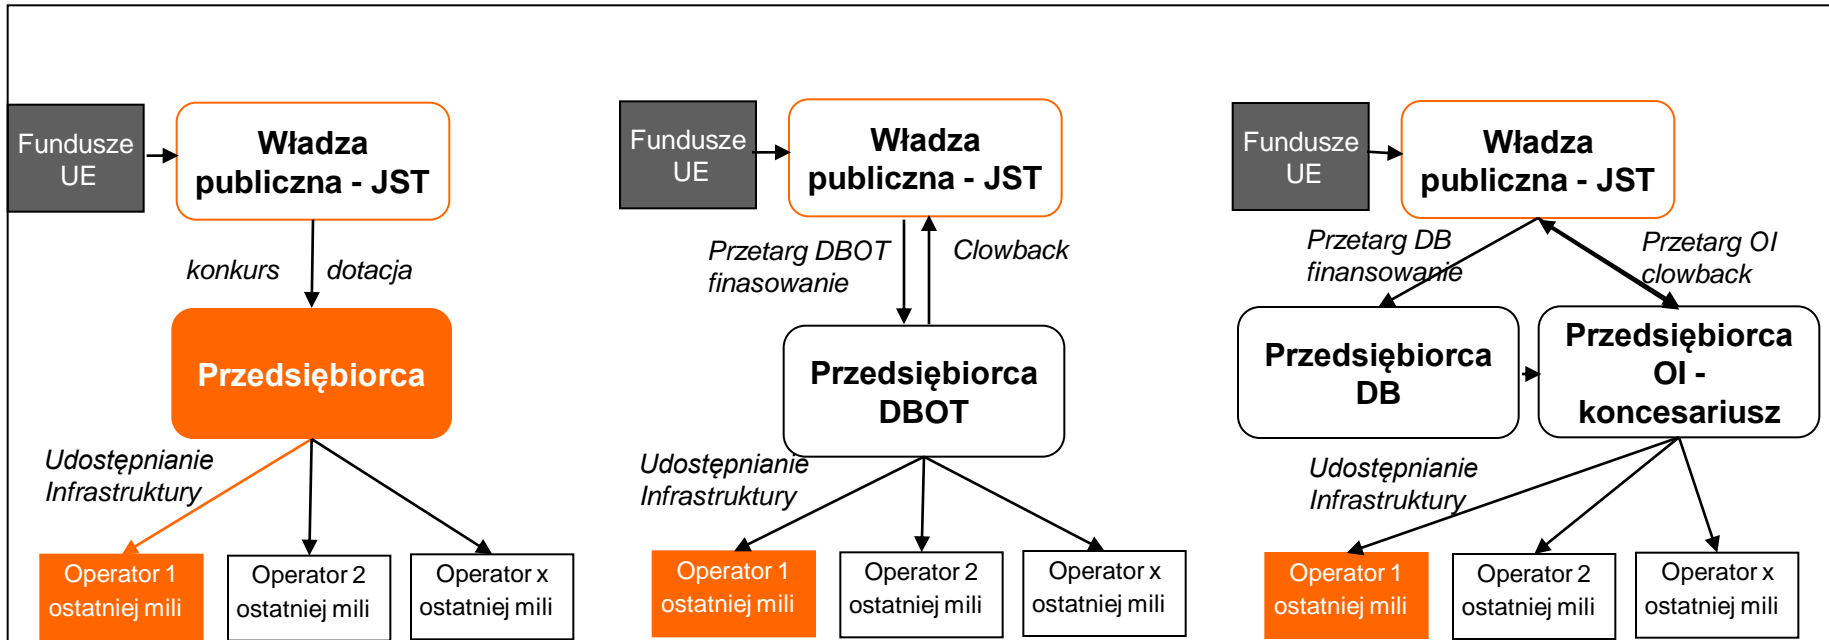 Fundusze
UE
Władza
publiczna - JST
konkurs
dotacja
Przedsiębiorca
Udostępnianie
Infrastruktury
Operator 1
ostatniej mili
Operator 2
ostatniej mili
Operator x
ostatniej mili
Fundusze
UE
Władza
publiczna - JST
Przetarg DBOT
finasowanie
Clowback
Przedsiębiorca
DBOT
Udostępnianie
Infrastruktury
Operator 1
ostatniej mili
Operator 2
ostatniej mili
Operator x
ostatniej mili
Fundusze
UE
Władza
publiczna - JST
Przetarg DB
finansowanie
Przetarg OI
clowback
Przedsiębiorca
DB
Przedsiębiorca
OI -
koncesariusz
Udostępnianie
Infrastruktury
Operator 1
ostatniej mili
Operator 2
ostatniej mili
Operator x
ostatniej mili